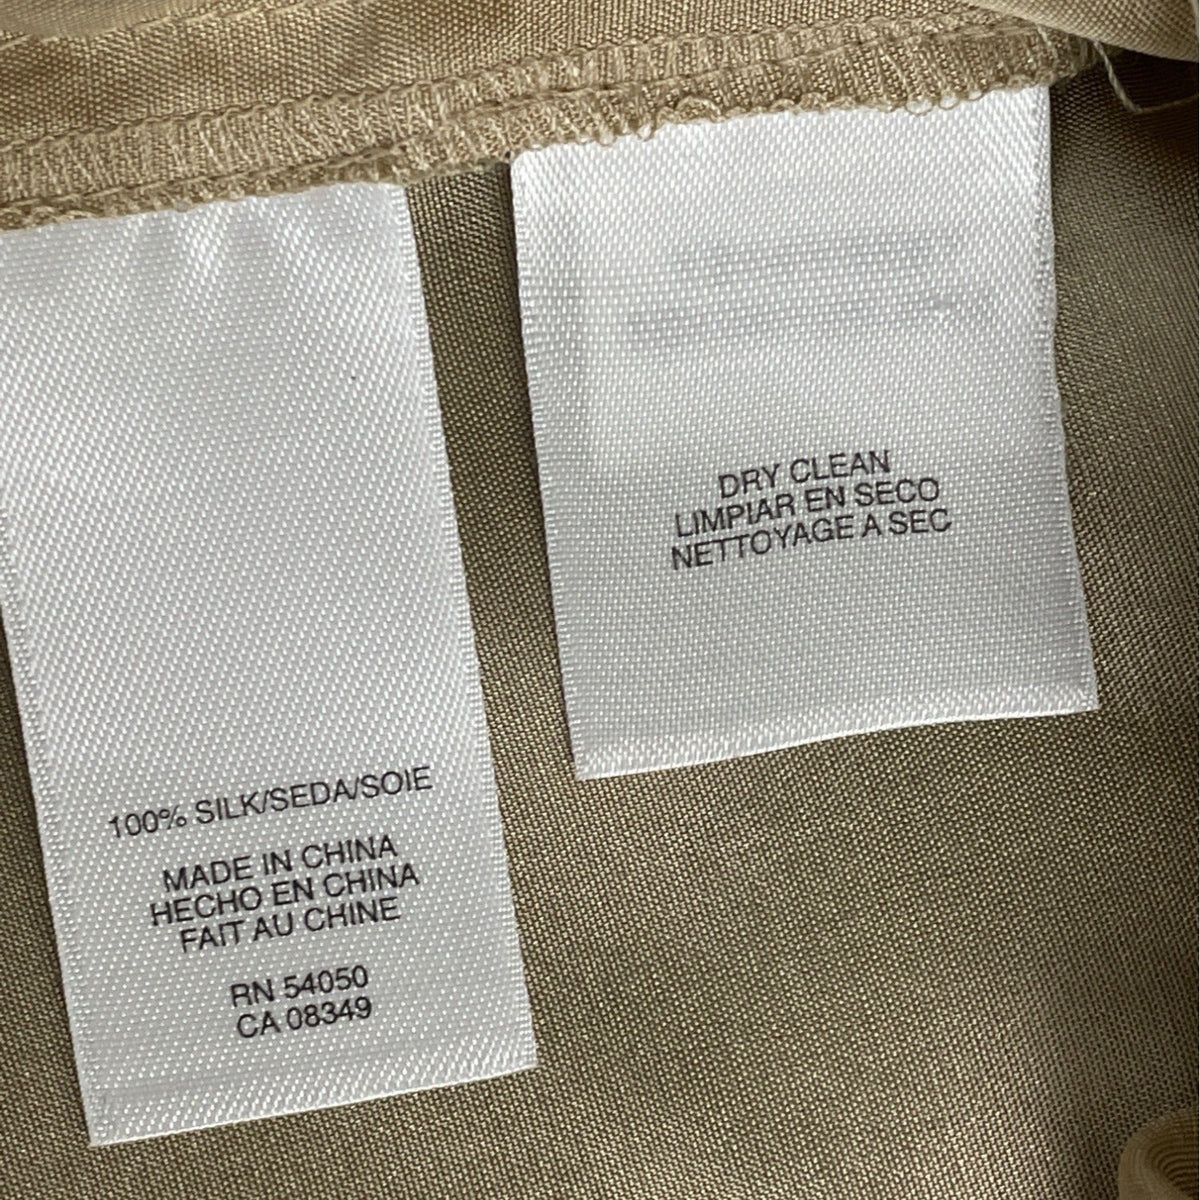 100% SILK/SEDA/SOIE
MADE IN CHINA
HECHO EN CHINA
FAIT AU CHINE
RN 54050
CA 08349
DRY CLEAN
LIMPIAR EN SECO
NETTOYAGE A SEC